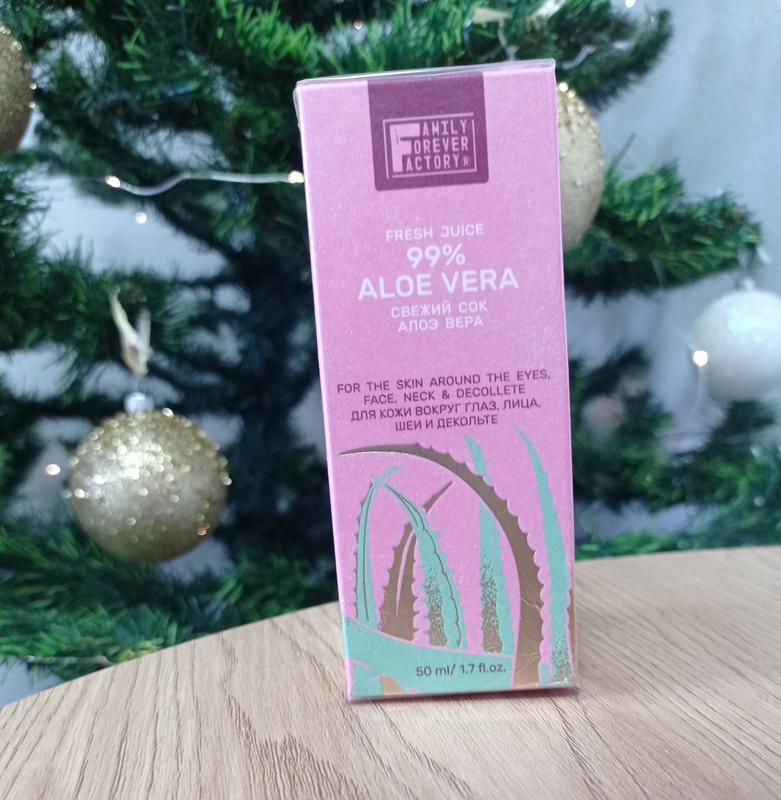 FAMILY
FOREVER
FACTORY®
FRESH JUICE
99%
ALOE VERA
СВЕЖИЙ СОК
АЛОЭ ВЕРА
FOR THE SKIN AROUND THE EYES,
FACE, NECK & DECOLLETE
ДЛЯ КОЖИ ВОКРУГ ГЛАЗ, ЛИЦА,
ШЕИ И ДЕКОЛЬТЕ
50 ml/ 1.7 fl.oz.